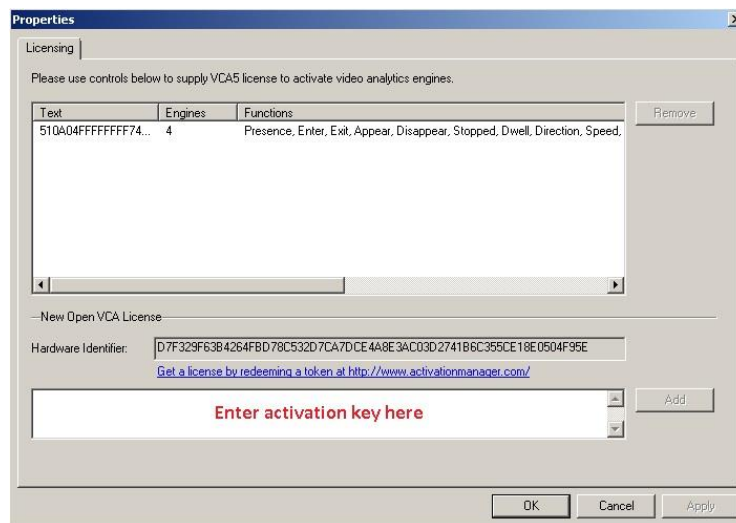 Properties
Licensing
Please use controls below to supply VCA5 license to activate video analytics engines.
Text Engines Functions
510A04FFFFFFFF74... 4 Presence, Enter, Exit, Appear, Disappear, Stopped, Dwell, Direction, Speed,
Remove
New Open VCA License
Hardware Identifier: D7F329F63B4264FBD78C532D7CA7DCE4A8E3AC03D2741B6C355CE18E0504F95E
Get a license by redeeming a token at http://www.activationmanager.com/
Enter activation key here
Add
OK Cancel Apply